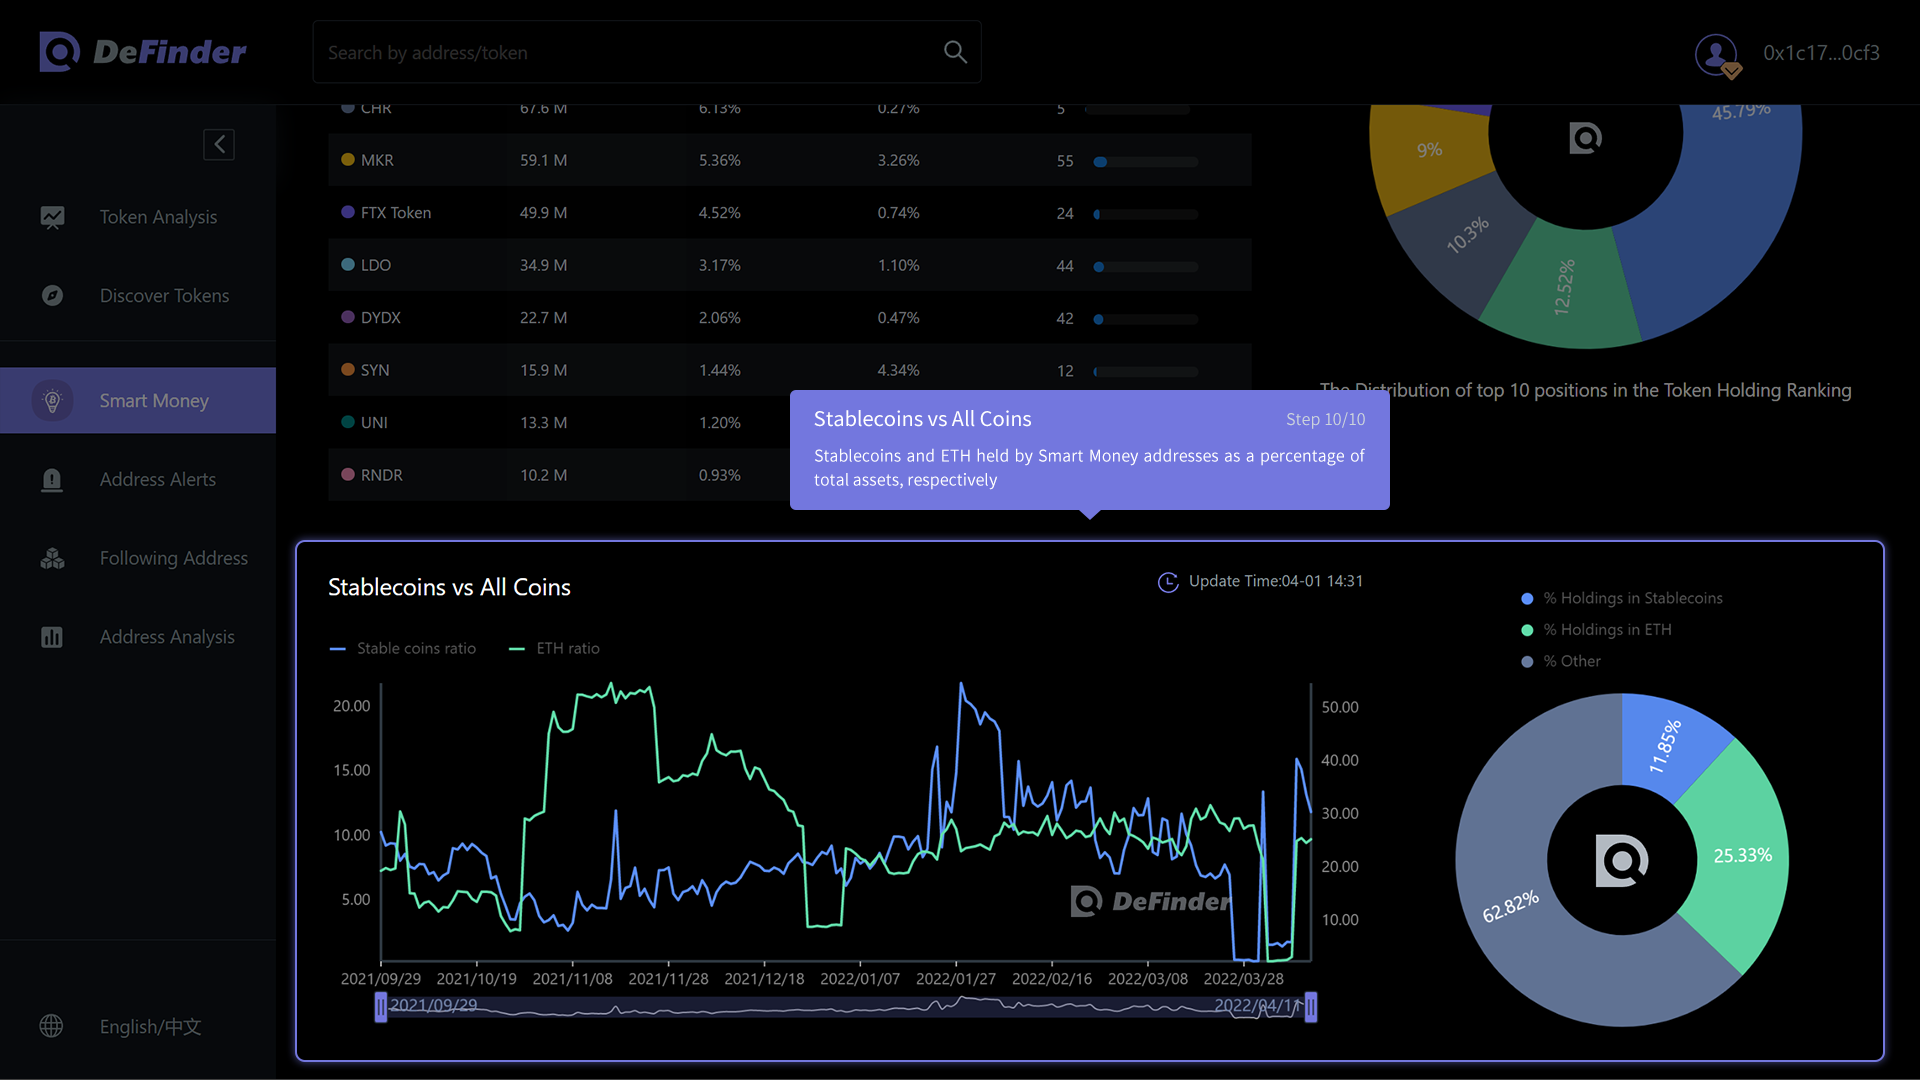 DeFinder
Search by address/token
0x1c17...0cf3
CHR 67.6 M 6.13% 0.27% 5
MKR 59.1 M 5.36% 3.26% 55
FTX Token 49.9 M 4.52% 0.74% 24
LDO 34.9 M 3.17% 1.10% 44
DYDX 22.7 M 2.06% 0.47% 42
SYN 15.9 M 1.44% 4.34% 12
UNI 13.3 M 1.20%
RNDR 10.2 M 0.93%
45.79%
9%
10.3%
12.52%
The Distribution of top 10 positions in the Token Holding Ranking
Token Analysis
Discover Tokens
Smart Money
Address Alerts
Following Address
Address Analysis
English/中文
Stablecoins vs All Coins Step 10/10
Stablecoins and ETH held by Smart Money addresses as a percentage of
total assets, respectively
Stablecoins vs All Coins
Update Time:04-01 14:31
Stable coins ratio ETH ratio
20.00
15.00
10.00
5.00
50.00
40.00
30.00
20.00
10.00
DeFinder
2021/09/29 2021/10/19 2021/11/08 2021/11/28 2021/12/18 2022/01/07 2022/01/27 2022/02/16 2022/03/08 2022/03/28
2021/09/29 2022/04/11
% Holdings in Stablecoins
% Holdings in ETH
% Other
11.85%
25.33%
62.82%